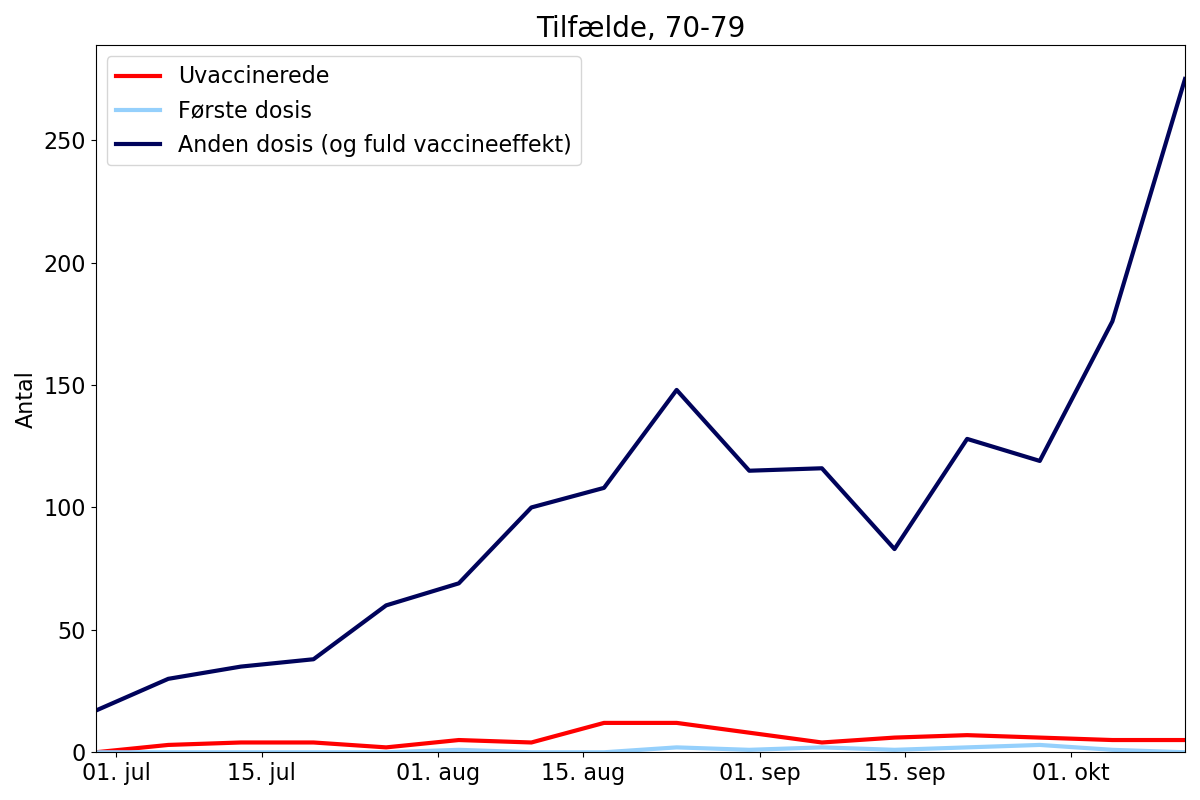 Tilfælde, 70-79
Uvaccinerede
Første dosis
Anden dosis (og fuld vaccineeffekt)
Antal
250
200
150
100
50
0
01. jul
15. jul
01. aug
15. aug
01. sep
15. sep
01. okt